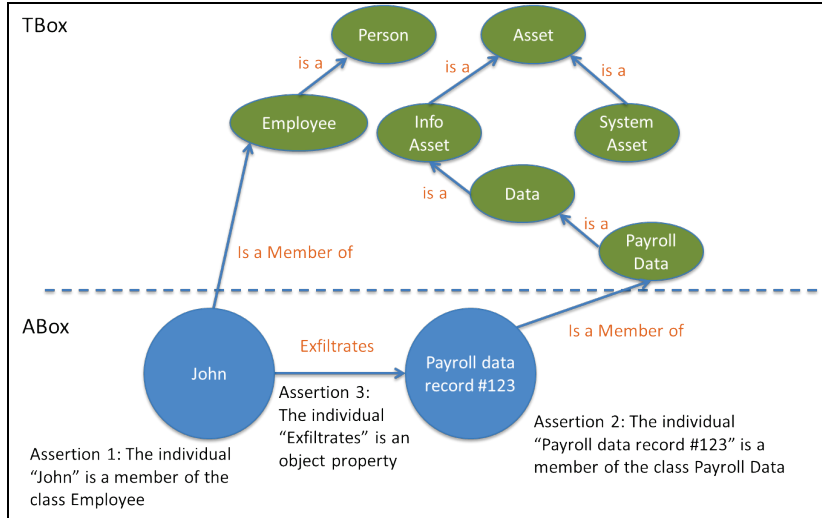 TBox
Person
Asset
is a
is a
is a
Employee
Info
Asset
System
Asset
is a
Data
is a
Payroll
Data
Is a Member of
ABox
Is a Member of
Exfiltrates
John
Payroll data
record #123
Assertion 3:
The individual
“Exfiltrates” is an
object property
Assertion 1: The individual
“John” is a member of the
class Employee
Assertion 2: The individual
“Payroll data record #123” is a
member of the class Payroll Data